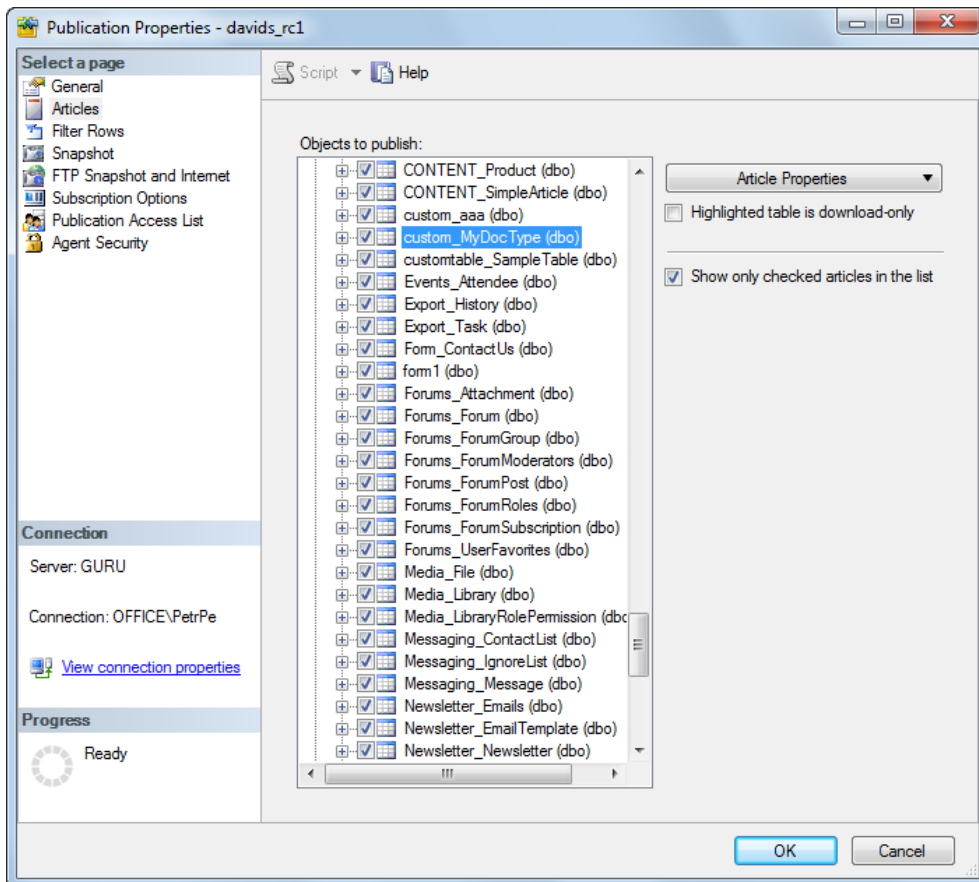 Publication Properties - davids_rc1
Select a page
General
Articles
Filter Rows
Snapshot
FTP Snapshot and Internet
Subscription Options
Publication Access List
Agent Security
Connection
Server: GURU
Connection: OFFICE\PetrPe
View connection properties
Progress
Ready
Script Help
Objects to publish:
CONTENT_Product (dbo)
CONTENT_SimpleArticle (dbo)
custom_aaa (dbo)
custom_MyDocType (dbo)
customtable_SampleTable (dbo)
Events_Attendee (dbo)
Export_History (dbo)
Export_Task (dbo)
Form_ContactUs (dbo)
form1 (dbo)
Forums_Attachment (dbo)
Forums_Forum (dbo)
Forums_ForumGroup (dbo)
Forums_ForumModerators (dbo)
Forums_ForumPost (dbo)
Forums_ForumRoles (dbo)
Forums_ForumSubscription (dbo)
Forums_UserFavorites (dbo)
Media_File (dbo)
Media_Library (dbo)
Media_LibraryRolePermission (dbo
Messaging_ContactList (dbo)
Messaging_IgnoreList (dbo)
Messaging_Message (dbo)
Newsletter_Emails (dbo)
Newsletter_EmailTemplate (dbo)
Newsletter_Newsletter (dbo)
Article Properties
Highlighted table is download-only
Show only checked articles in the list
OK Cancel